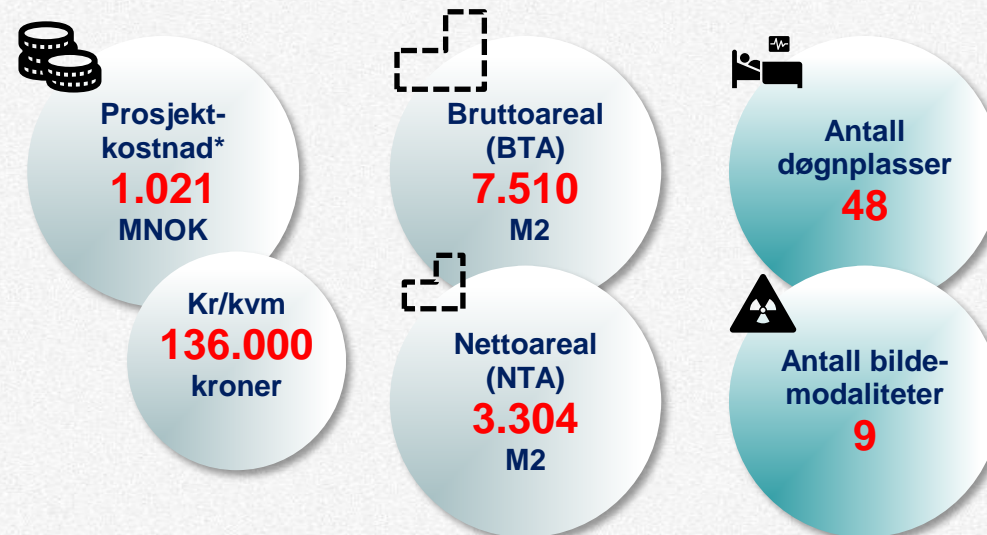 Prosjekt-
kostnad*
1.021
MNOK
Kr/kvm
136.000
kroner
Bruttoareal
(BTA)
7.510
M2
Nettoareal
(NTA)
3.304
M2
Antall
døgnplasser
48
Antall bilde-
modaliteter
9